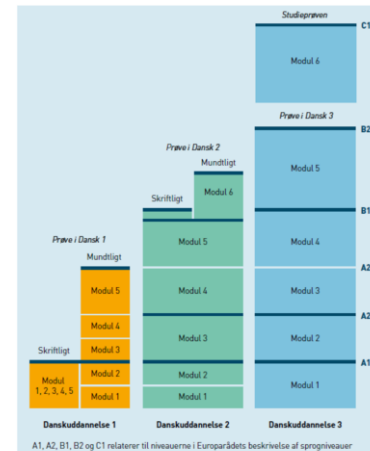 Studieprøven
C1
Modul 6
Prøve i Dansk 3
B2
Prøve i Dansk 2
Mundtligt
Modul 5
Skriftligt
Modul 6
B1
Prøve i Dansk 1
Modul 5
Modul 4
Mundtligt
A2
Modul 5
Modul 4
Modul 3
A2
Modul 4
Modul 3
Modul 2
Skriftligt
Modul 3
A1
Modul
1, 2, 3, 4, 5
Modul 2
Modul 2
Modul 1
Modul 1
Modul 1
Danskuddannelse 1
Danskuddannelse 2
Danskuddannelse 3
A1, A2, B1, B2 og C1 relaterer til niveauerne i Europarådets beskrivelse af sprogniveauer